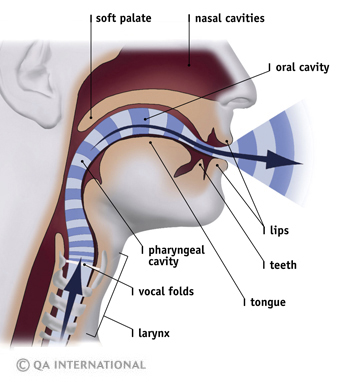 soft palate
nasal cavities
oral cavity
lips
pharyngeal
cavity
teeth
vocal folds
tongue
larynx
© QA INTERNATIONAL